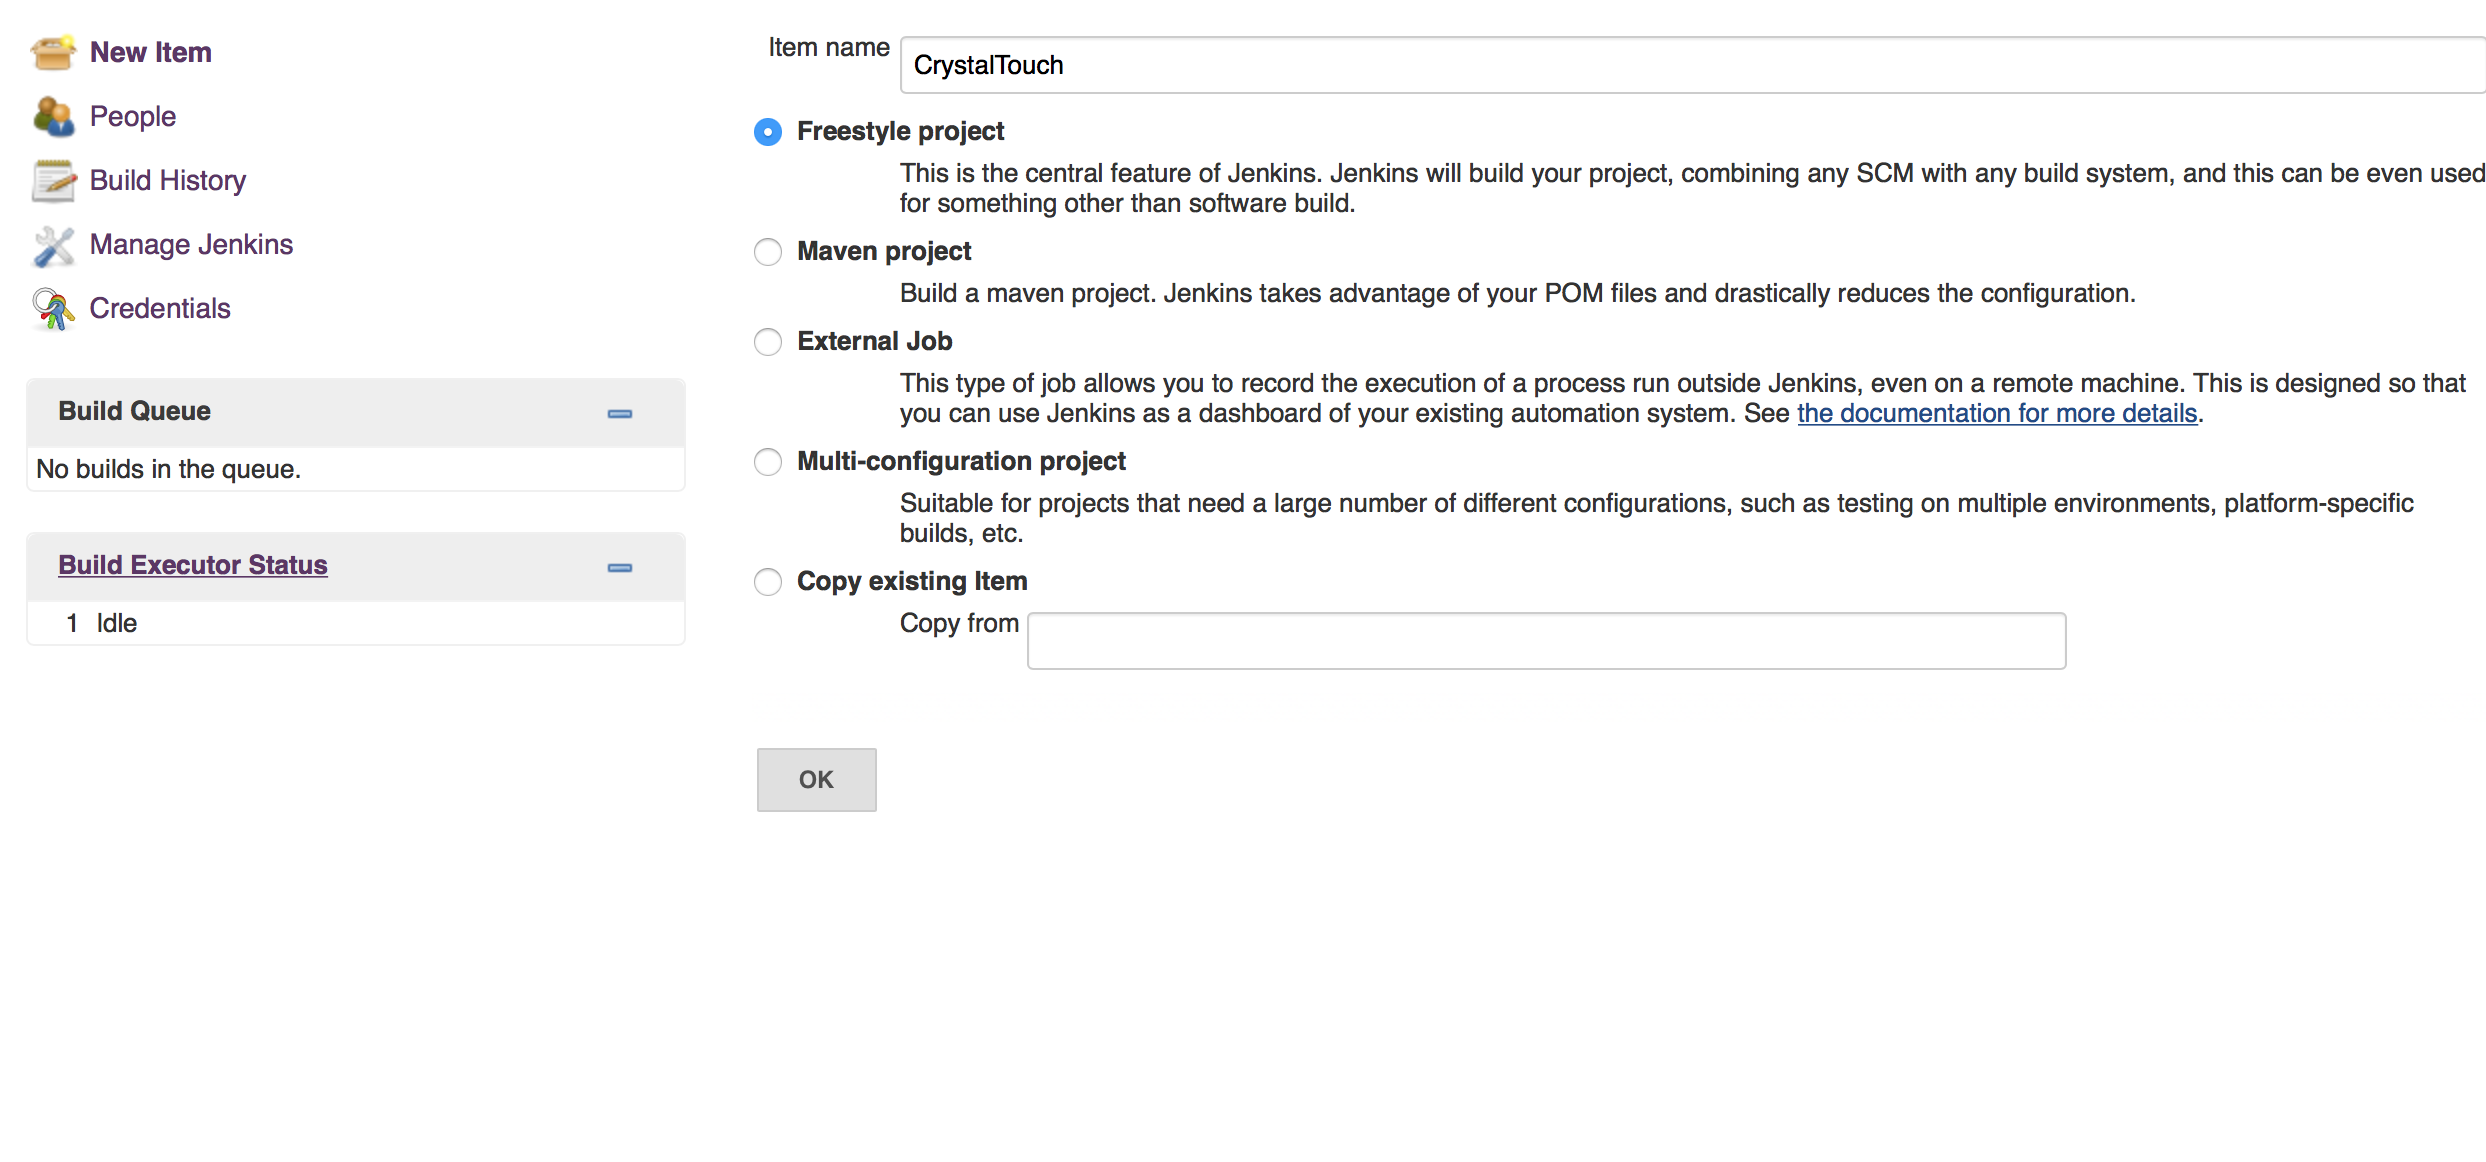 New Item
People
Build History
Manage Jenkins
Credentials
Build Queue
No builds in the queue.
Build Executor Status
1 Idle
Item name CrystalTouch
Freestyle project
This is the central feature of Jenkins. Jenkins will build your project, combining any SCM with any build system, and this can be even used
for something other than software build.
Maven project
Build a maven project. Jenkins takes advantage of your POM files and drastically reduces the configuration.
External Job
This type of job allows you to record the execution of a process run outside Jenkins, even on a remote machine. This is designed so that
you can use Jenkins as a dashboard of your existing automation system. See the documentation for more details.
Multi-configuration project
Suitable for projects that need a large number of different configurations, such as testing on multiple environments, platform-specific
builds, etc.
Copy existing Item
Copy from
OK